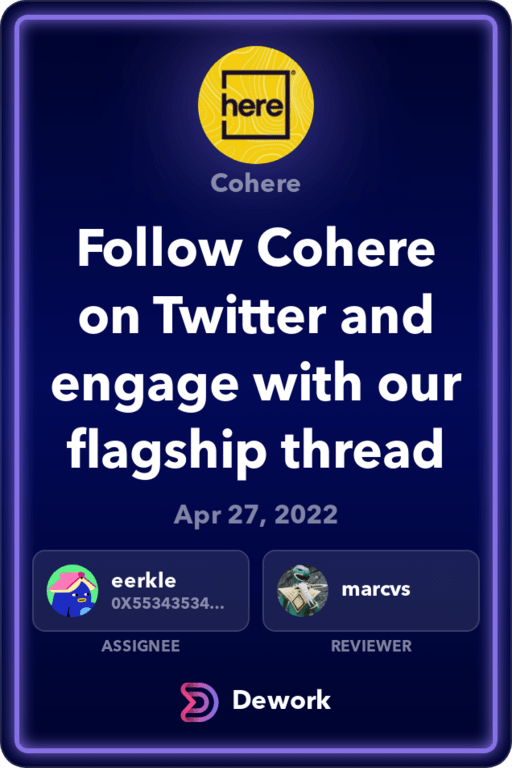 here
Cohere
Follow Cohere
on Twitter and
engage with our
flagship thread
Apr 27, 2022
eerkle
0X55343534...
marcvs
ASSIGNEE
REVIEWER
Dework